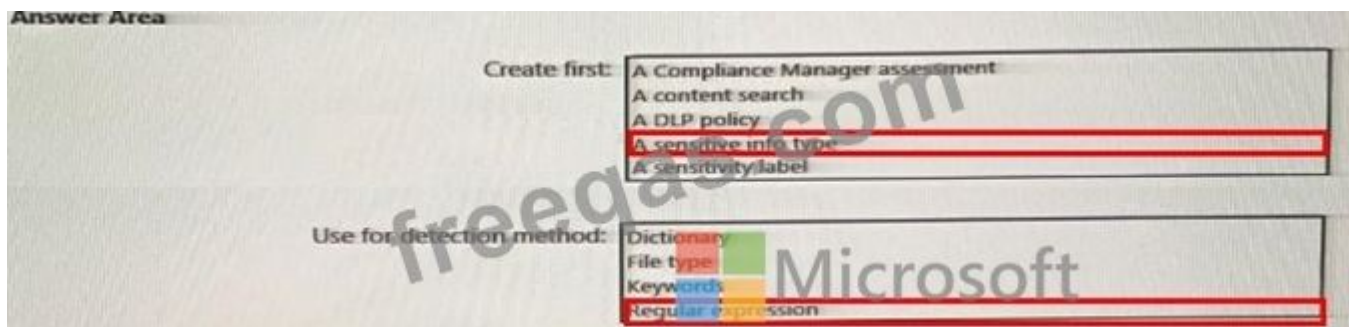 Answer Area
Create first:
A Compliance Manager assessment
A content search
A DLP policy
A sensitive info type
A sensitivity label
Use for detection method:
Dictionary
File type
Keywords
Regular expression
freeqas.com
Microsoft